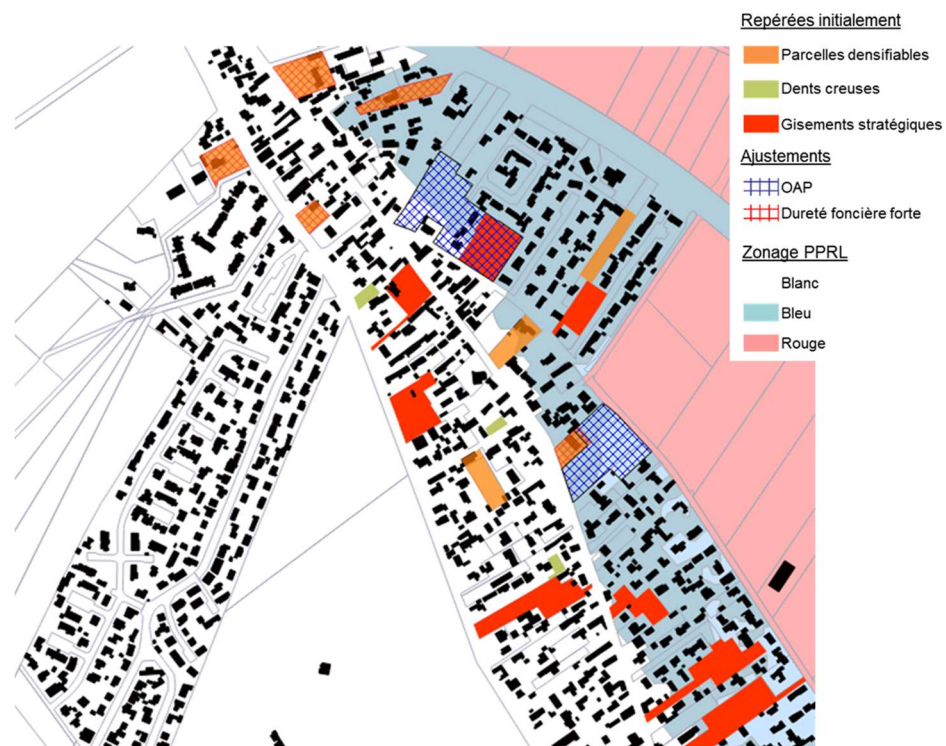 Repérées initialement
Parcelles densifiables
Dents creuses
Gisements stratégiques
Ajustements
OAP
Dureté foncière forte
Zonage PPRL
Blanc
Bleu
Rouge